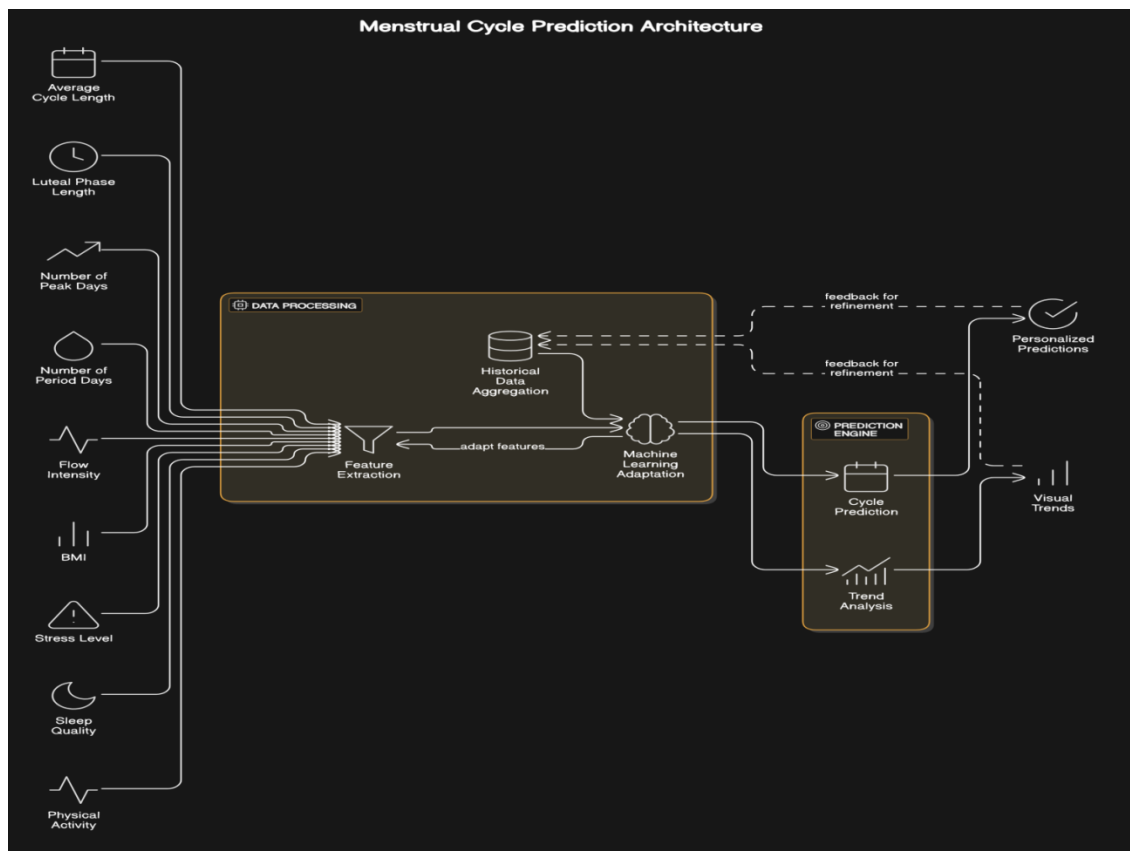 Menstrual Cycle Prediction Architecture
Average
Cycle Length
Luteal Phase
Length
Number of
Peak Days
Number of
Period Days
Flow
Intensity
BMI
Stress Level
Sleep
Quality
Physical
Activity
DATA PROCESSING
Historical
Data
Aggregation
Feature
Extraction
adapt features
Machine
Learning
Adaptation
feedback for
refinement
feedback for
refinement
PREDICTION
ENGINE
Cycle
Prediction
Trend
Analysis
Personalized
Predictions
Visual
Trends